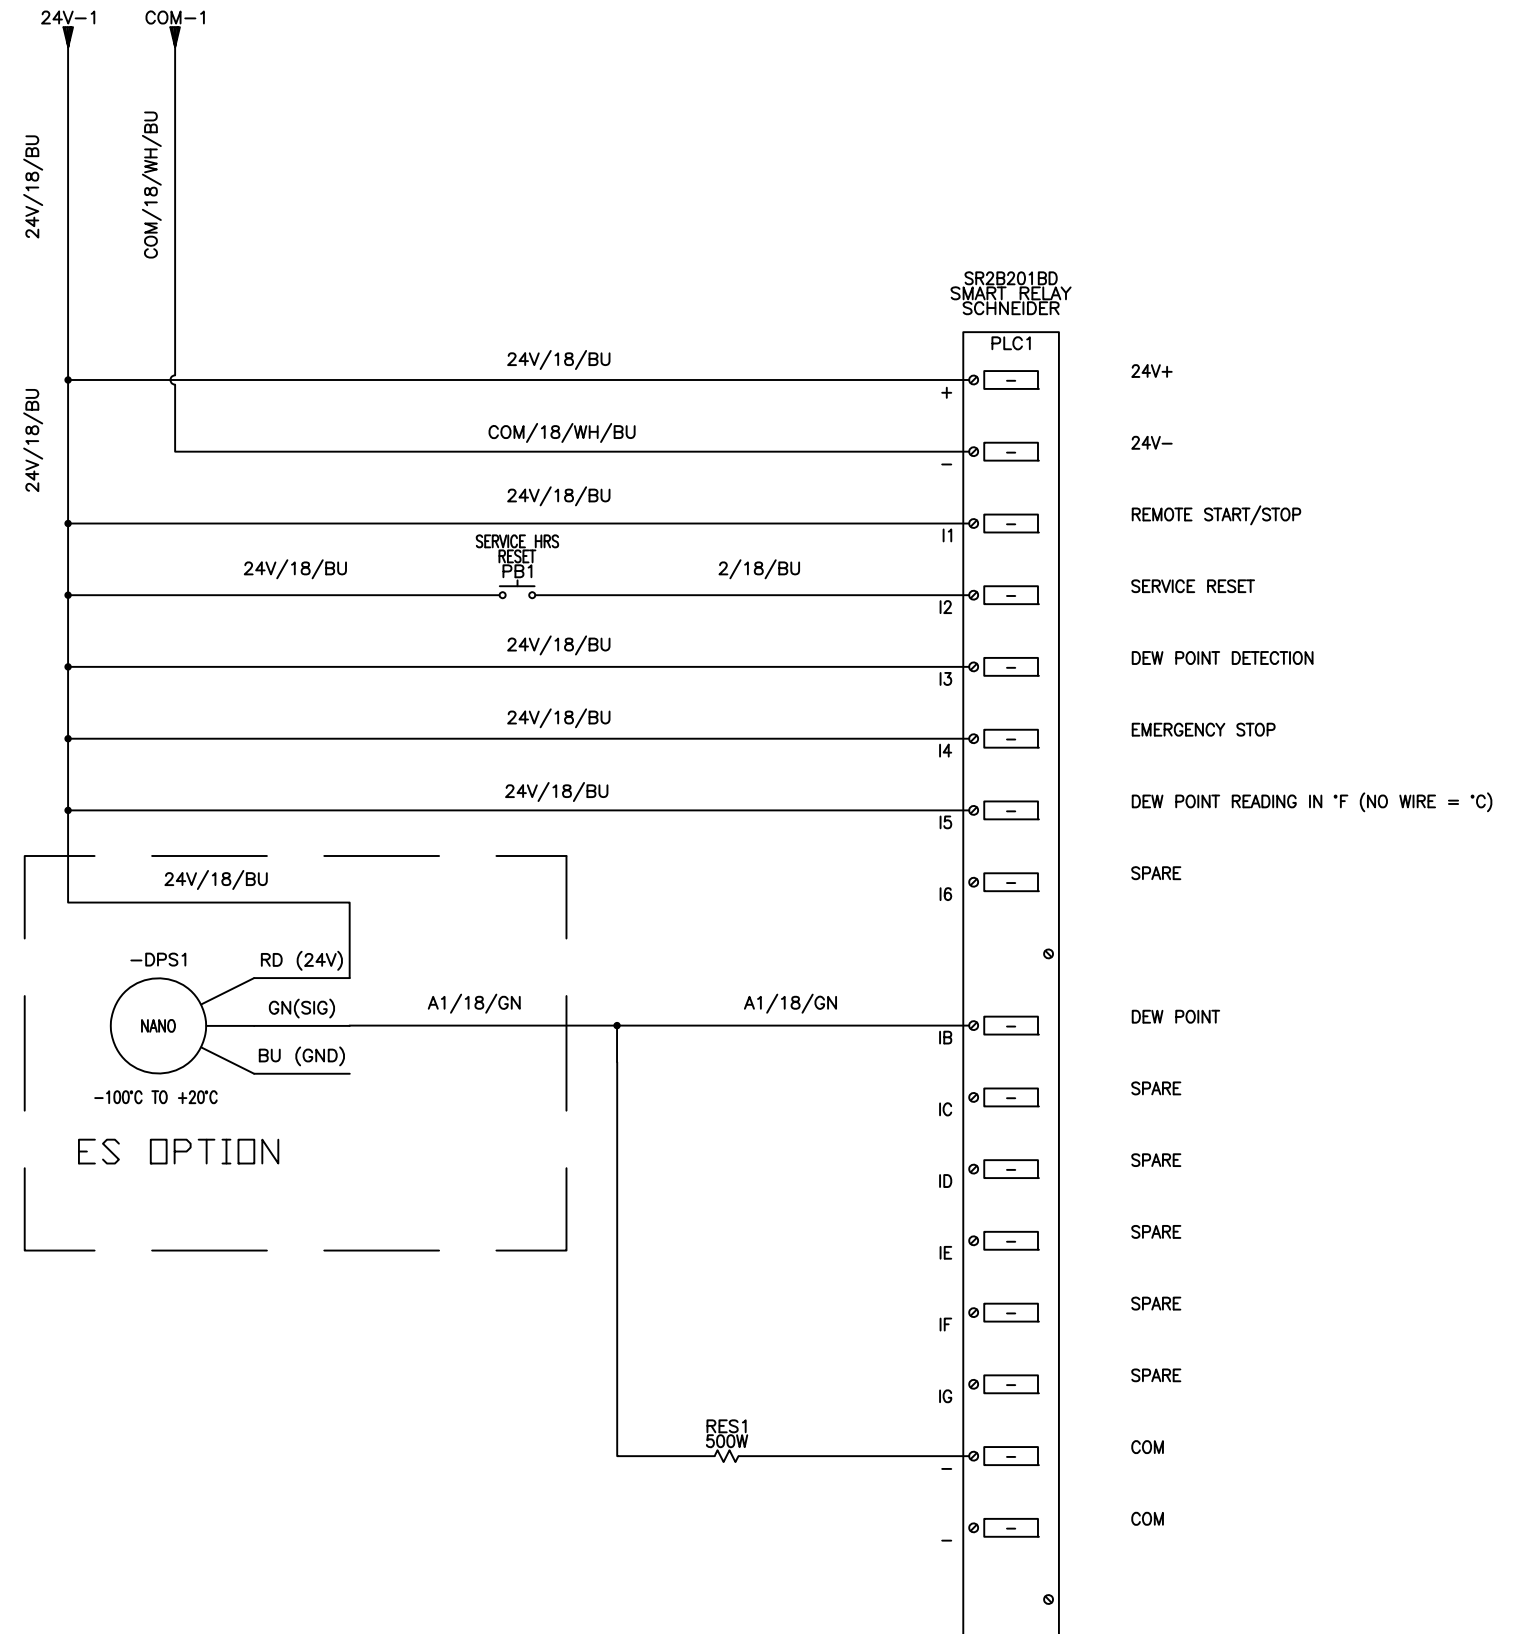 24V-1
COM-1
24V/18/BU
COM/18/WH/BU
SR2B201BD
SMART RELAY
SCHNEIDER
PLC1
24V/18/BU
24V/18/BU
+
-
24V+
COM/18/WH/BU
-
-
24V-
24V/18/BU
I1
-
REMOTE START/STOP
SERVICE HRS
RESET
PB1
24V/18/BU
2/18/BU
I2
-
SERVICE RESET
24V/18/BU
I3
-
DEW POINT DETECTION
24V/18/BU
I4
-
EMERGENCY STOP
24V/18/BU
I5
-
DEW POINT READING IN °F (NO WIRE = °C)
24V/18/BU
I6
-
SPARE
-DPS1
RD (24V)
NANO
GN(SIG)
BU (GND)
-100°C TO +20°C
ES OPTION
A1/18/GN
A1/18/GN
IB
-
DEW POINT
IC
-
SPARE
ID
-
SPARE
IE
-
SPARE
IF
-
SPARE
IG
-
SPARE
RES1
500W
-
-
COM
-
-
COM